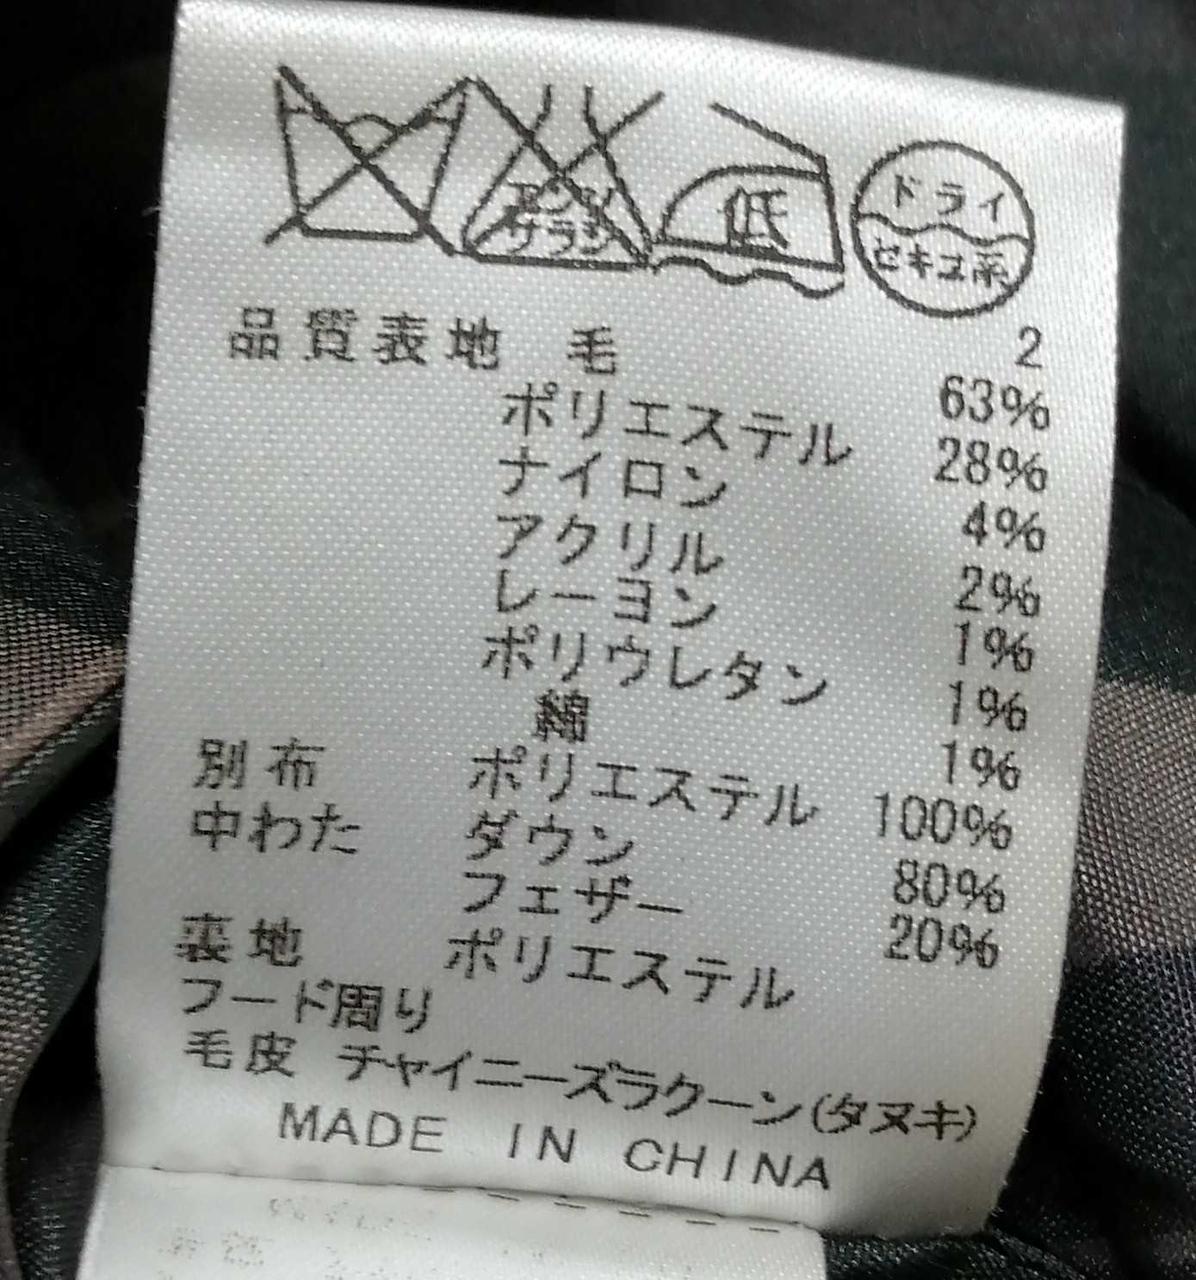 エンソ
サラシ
低
ドライ
セキユ系
2
品質表地 毛 63%
ポリエステル 28%
ナイロン 4%
アクリル 2%
レーヨン 1%
ポリウレタン 1%
綿 1%
別布 ポリエステル 100%
中わた ダウン 80%
フェザー 20%
裏地 ポリエステル
フード周り
毛皮 チャイニーズラクーン(タヌキ)
MADE IN CHINA